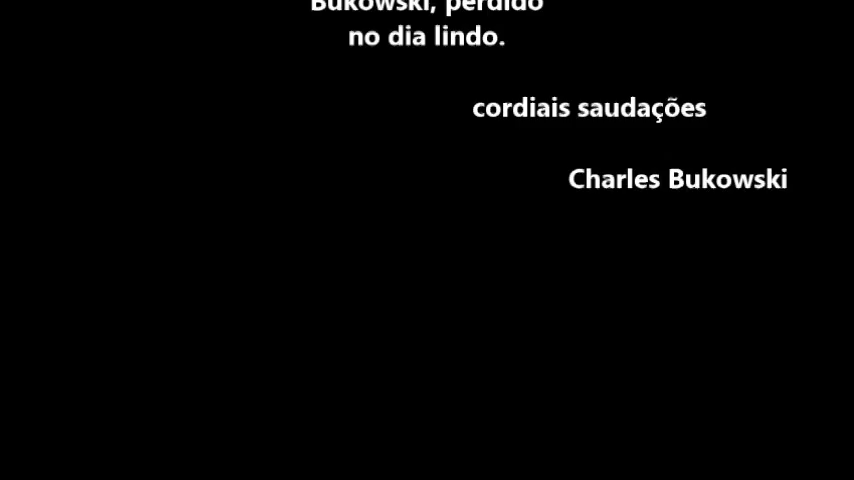 Bukowski, perdido
no dia lindo.
cordiais saudações
Charles Bukowski